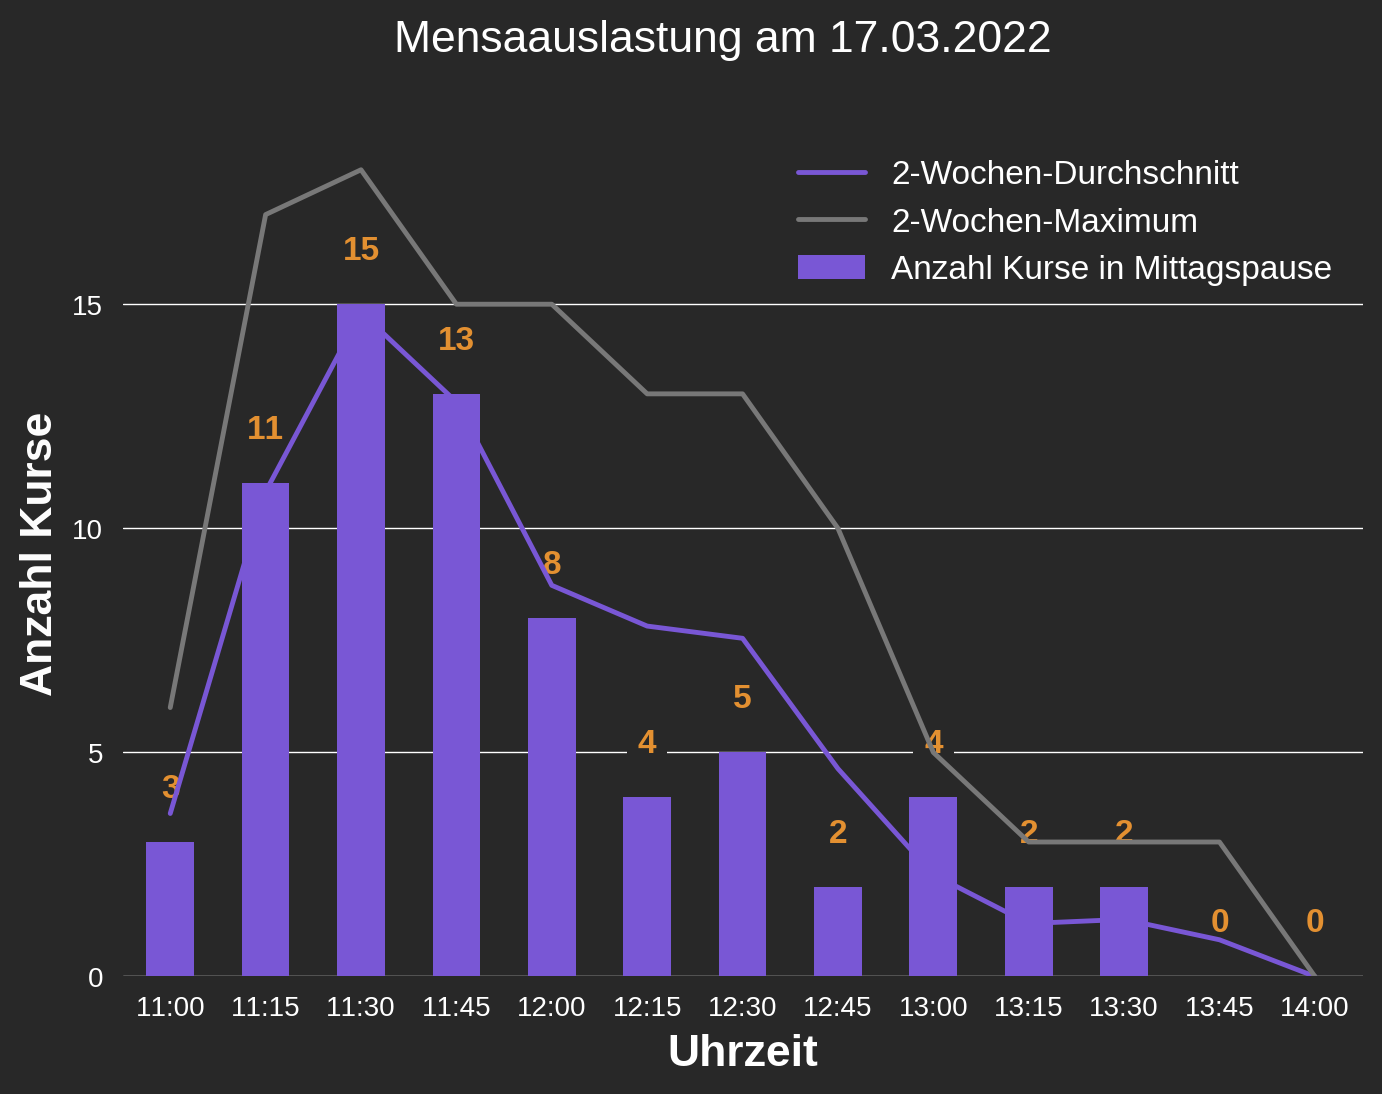 Mensaauslastung am 17.03.2022
2-Wochen-Durchschnitt
2-Wochen-Maximum
Anzahl Kurse in Mittagspause
Anzahl Kurse
15
10
5
0
3
11
15
13
8
4
5
2
4
2
2
0
0
11:00 11:15 11:30 11:45 12:00 12:15 12:30 12:45 13:00 13:15 13:30 13:45 14:00
Uhrzeit